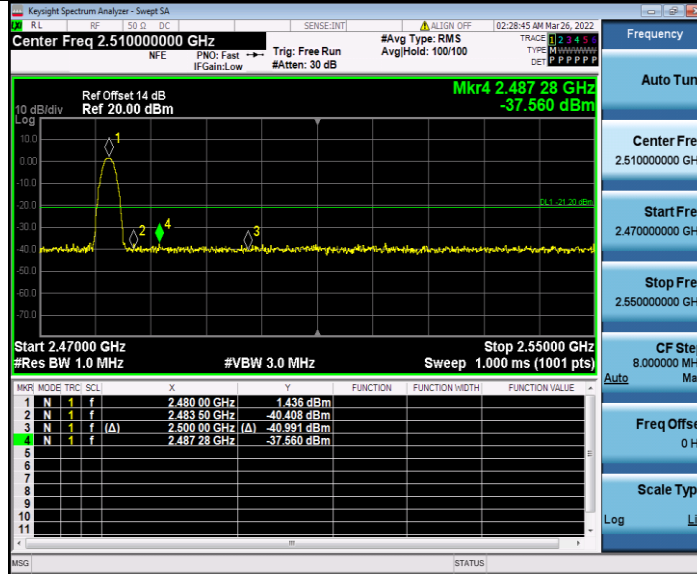 Keysight Spectrum Analyzer - Swept SA
RL RF 50 Ω DC SENSE:INT ALIGN OFF 02:28:45 AM Mar 26, 2022
Center Freq 2.510000000 GHz #Avg Type: RMS TRACE 1 2 3 4 5 6
NFE PNO: Fast Trig: Free Run Avg|Hold: 100/100 TYPE M W W W W W
IFGain:Low #Atten: 30 dB DET P P P P P P
Mkr4 2.487 28 GHz
-37.560 dBm
Ref Offset 14 dB
10 dB/div Ref 20.00 dBm
Log
10.0
0.00
-10.0
-20.0
-30.0
-40.0
-50.0
-60.0
-70.0
1
2
4
3
DL1 -21.20 dBm
Start 2.47000 GHz Stop 2.55000 GHz
#Res BW 1.0 MHz #VBW 3.0 MHz Sweep 1.000 ms (1001 pts)
MKR MODE TRC SCL X Y FUNCTION FUNCTION WIDTH FUNCTION VALUE
1 N 1 f 2.480 00 GHz 1.436 dBm
2 N 1 f 2.483 50 GHz -40.408 dBm
3 N 1 f (Δ) 2.500 00 GHz (Δ) -40.991 dBm
4 N 1 f 2.487 28 GHz -37.560 dBm
5
6
7
8
9
10
11
MSG STATUS
Frequency
Auto Tun
Center Fre
2.510000000 GH
Start Fre
2.470000000 GH
Stop Fre
2.550000000 GH
CF Ste
8.000000 MH
Auto Ma
Freq Offse
0 H
Scale Typ
Log Li